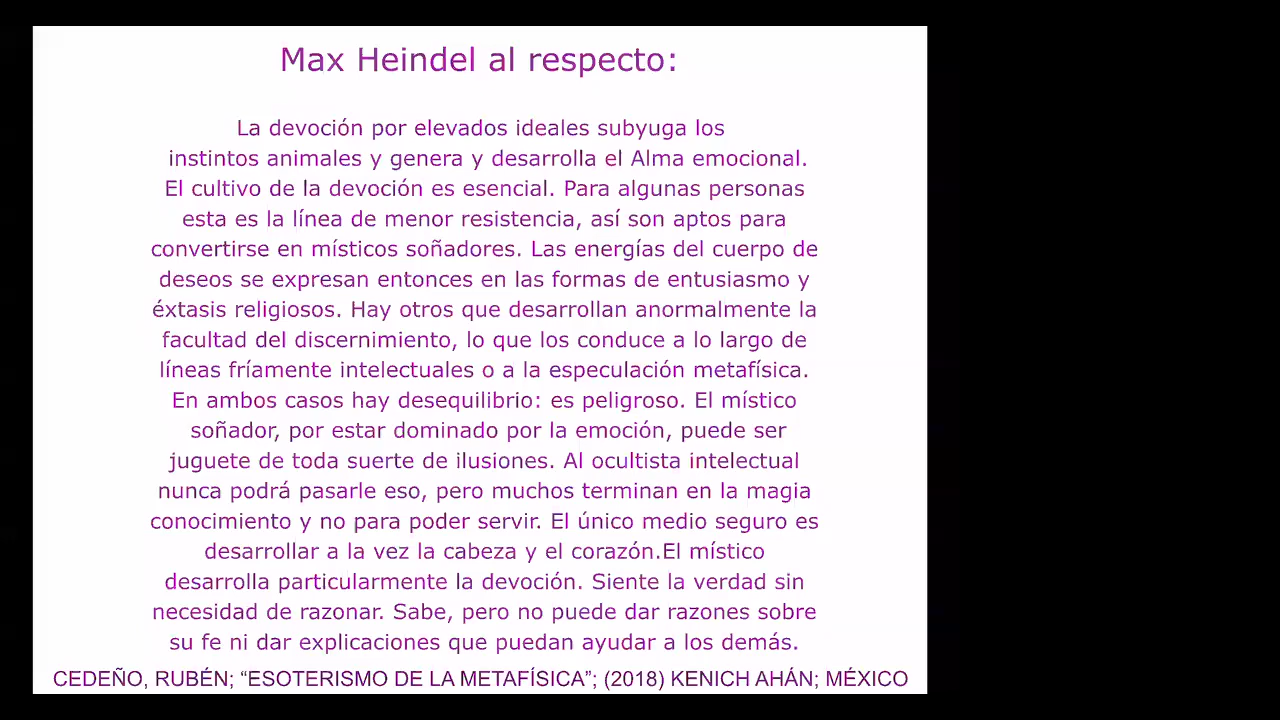 Max Heindel al respecto:
La devoción por elevados ideales subyuga los
instintos animales y genera y desarrolla el Alma emocional.
El cultivo de la devoción es esencial. Para algunas personas
esta es la línea de menor resistencia, así son aptos para
convertirse en místicos soñadores. Las energías del cuerpo de
deseos se expresan entonces en las formas de entusiasmo y
éxtasis religiosos. Hay otros que desarrollan anormalmente la
facultad del discernimiento, lo que los conduce a lo largo de
líneas fríamente intelectuales o a la especulación metafísica.
En ambos casos hay desequilibrio: es peligroso. El místico
soñador, por estar dominado por la emoción, puede ser
juguete de toda suerte de ilusiones. Al ocultista intelectual
nunca podrá pasarle eso, pero muchos terminan en la magia
conocimiento y no para poder servir. El único medio seguro es
desarrollar a la vez la cabeza y el corazón.El místico
desarrolla particularmente la devoción. Siente la verdad sin
necesidad de razonar. Sabe, pero no puede dar razones sobre
su fe ni dar explicaciones que puedan ayudar a los demás.
CEDEÑO, RUBÉN; “ESOTERISMO DE LA METAFÍSICA”; (2018) KENICH AHÁN; MÉXICO